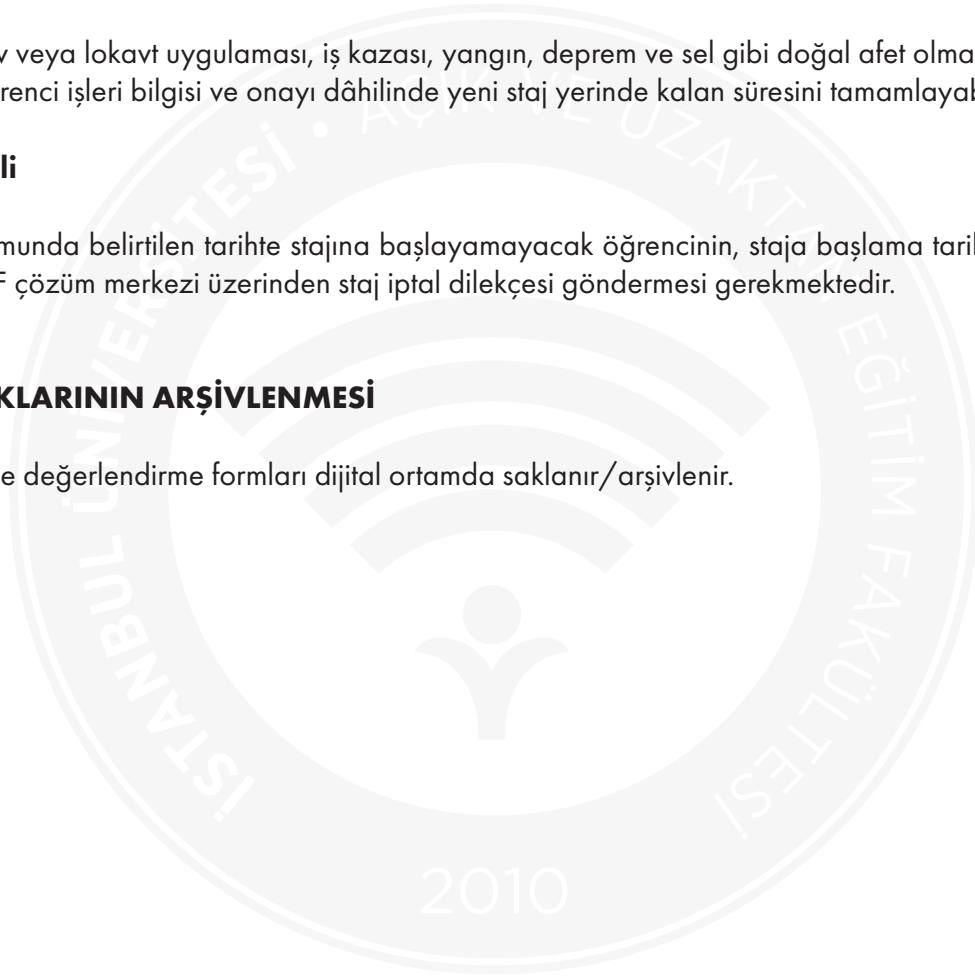 v veya lokavt uygulaması, iş kazası, yangın, deprem ve sel gibi doğal afet olma
renci işleri bilgisi ve onayı dâhilinde yeni staj yerinde kalan süresini tamamlayab
li
munda belirtilen tarihte stajına başlayamayacak öğrencinin, staja başlama tarih
F çözüm merkezi üzerinden staj iptal dilekçesi göndermesi gerekmektedir.
KLARININ ARŞİVLENMESİ
e değerlendirme formları dijital ortamda saklanır/arşivlenir.
İSTANBUL ÜNİVERSİTESİ • AÇIK VE UZAKTAN EĞİTİM FAKÜLTESİ
2010